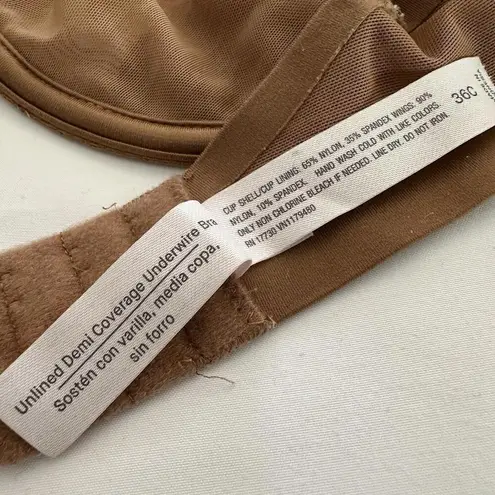 36C
CUP SHELL/CUP LINING: 65% NYLON, 35% SPANDEX WINGS: 90%
NYLON, 10% SPANDEX. HAND WASH COLD WITH LIKE COLORS.
ONLY NON CHLORINE BLEACH IF NEEDED. LINE DRY. DO NOT IRON.
RN 17730 VN1179480
Unlined Demi Coverage Underwire Bra
Sostén con varilla, media copa,
sin forro